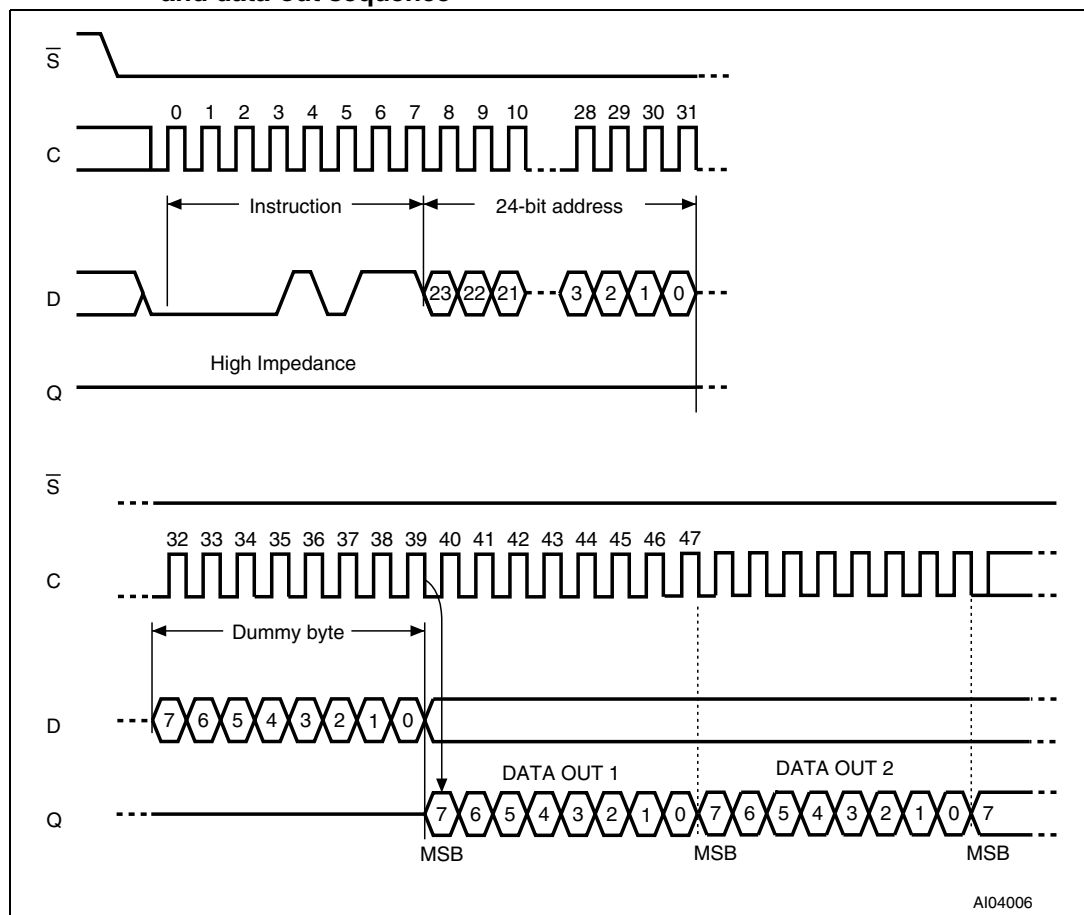 and data-out sequence
S
0 1 2 3 4 5 6 7 8 9 10 28 29 30 31
C
Instruction 24-bit address
D 23 22 21 3 2 1 0
High Impedance
Q
S
32 33 34 35 36 37 38 39 40 41 42 43 44 45 46 47
C
Dummy byte
D 7 6 5 4 3 2 1 0
DATA OUT 1 DATA OUT 2
Q 7 6 5 4 3 2 1 0 7 6 5 4 3 2 1 0 7
MSB MSB MSB
AI04006